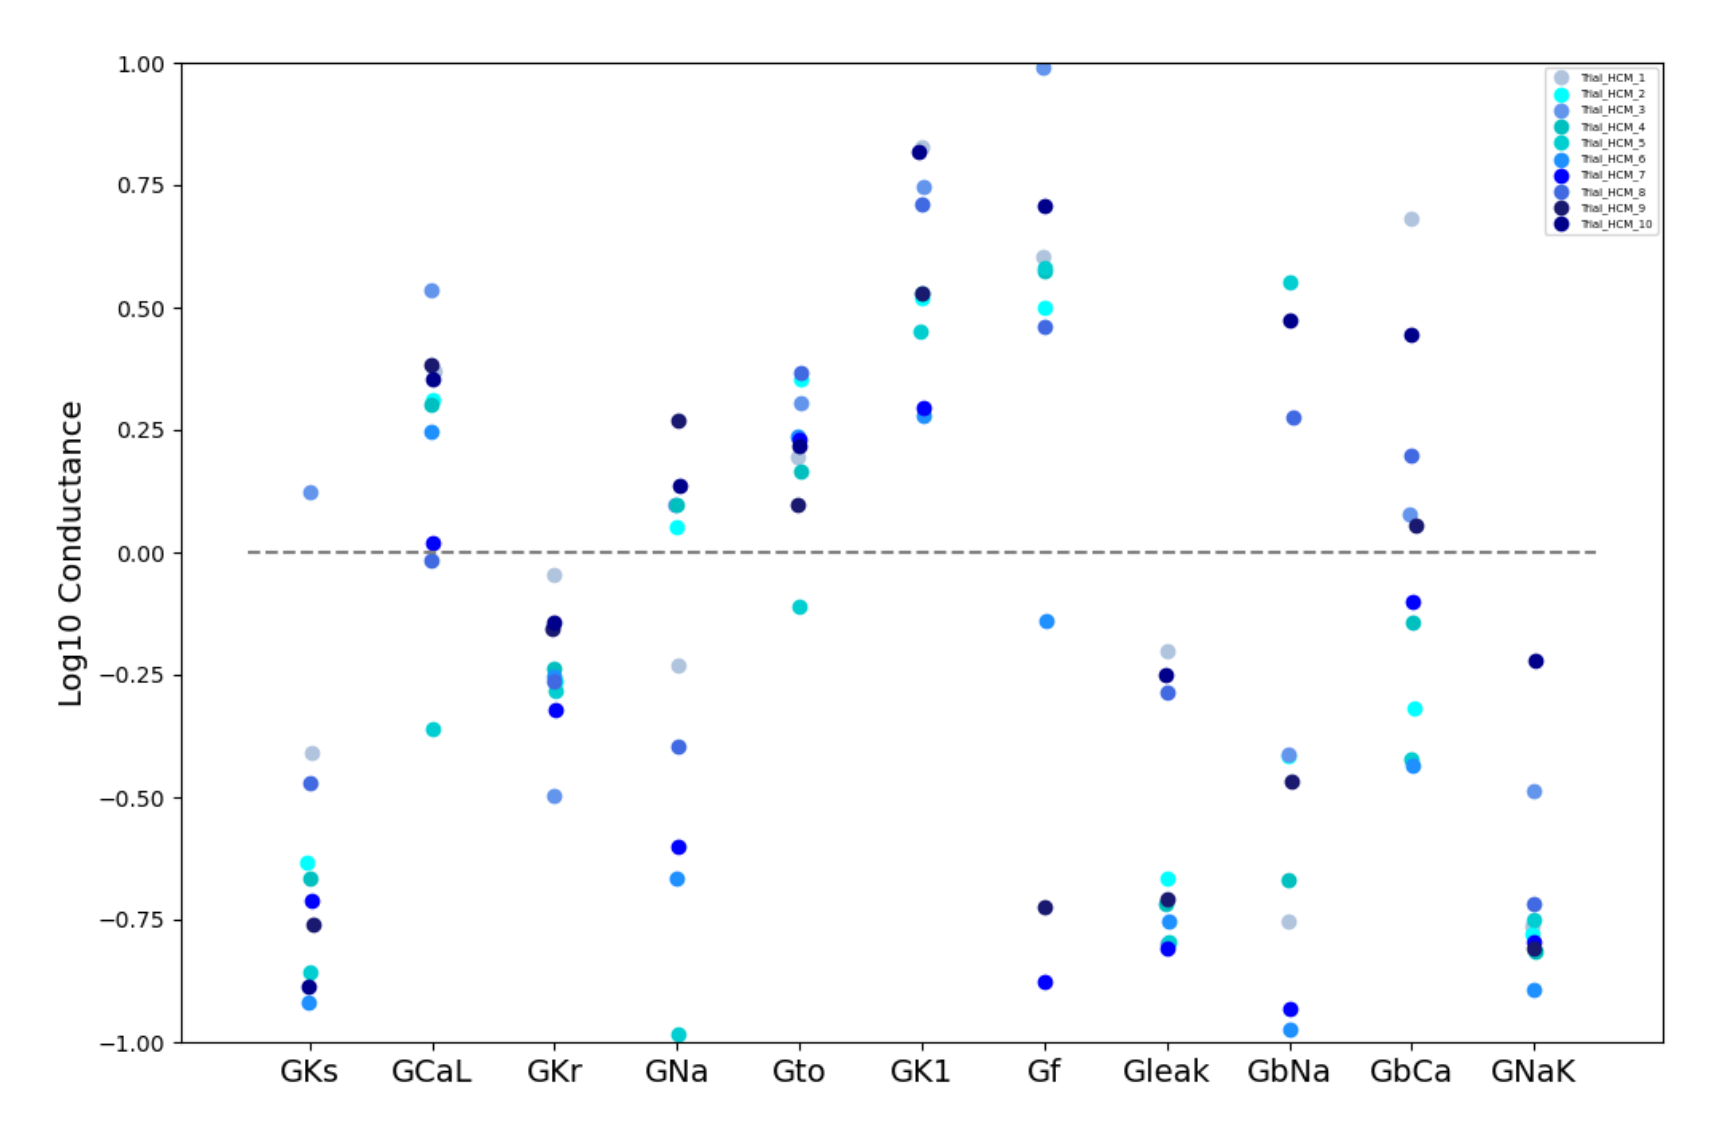 1.00
0.75
0.50
0.25
0.00
−0.25
−0.50
−0.75
−1.00
Log10 Conductance
GKs GCaL GKr GNa Gto GK1 Gf Gleak GbNa GbCa GNaK
Trial_HCM_1
Trial_HCM_2
Trial_HCM_3
Trial_HCM_4
Trial_HCM_5
Trial_HCM_6
Trial_HCM_7
Trial_HCM_8
Trial_HCM_9
Trial_HCM_10